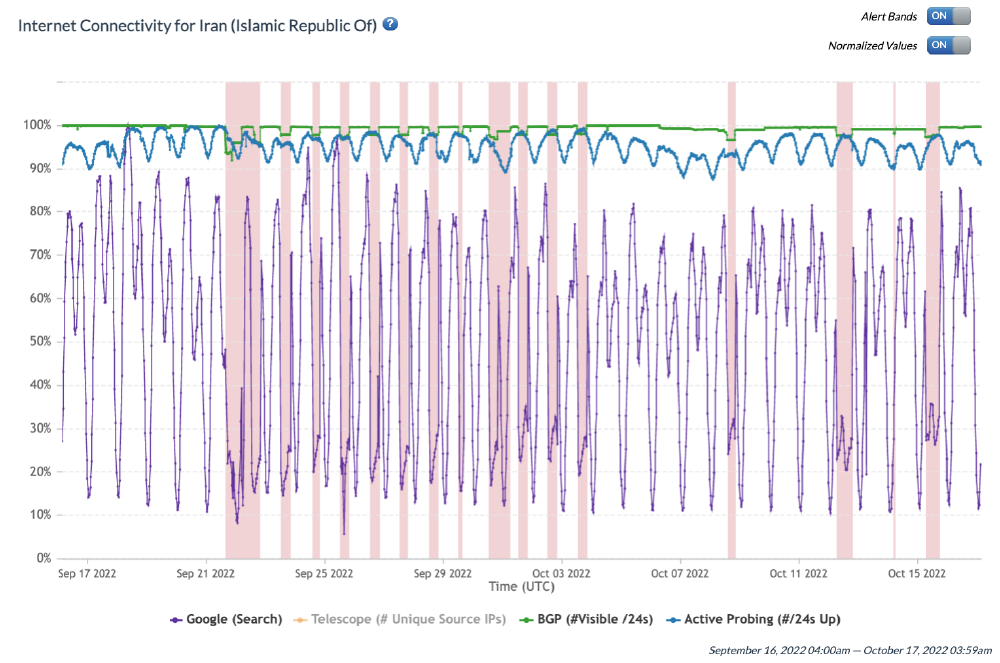 Internet Connectivity for Iran (Islamic Republic Of) ?
Alert Bands ON
Normalized Values ON
100%
90%
80%
70%
60%
50%
40%
30%
20%
10%
0%
Sep 17 2022 Sep 21 2022 Sep 25 2022 Sep 29 2022 Oct 03 2022 Oct 07 2022 Oct 11 2022 Oct 15 2022
Time (UTC)
Google (Search) Telescope (# Unique Source IPs) BGP (#Visible /24s) Active Probing (#/24s Up)
September 16, 2022 04:00am — October 17, 2022 03:59am